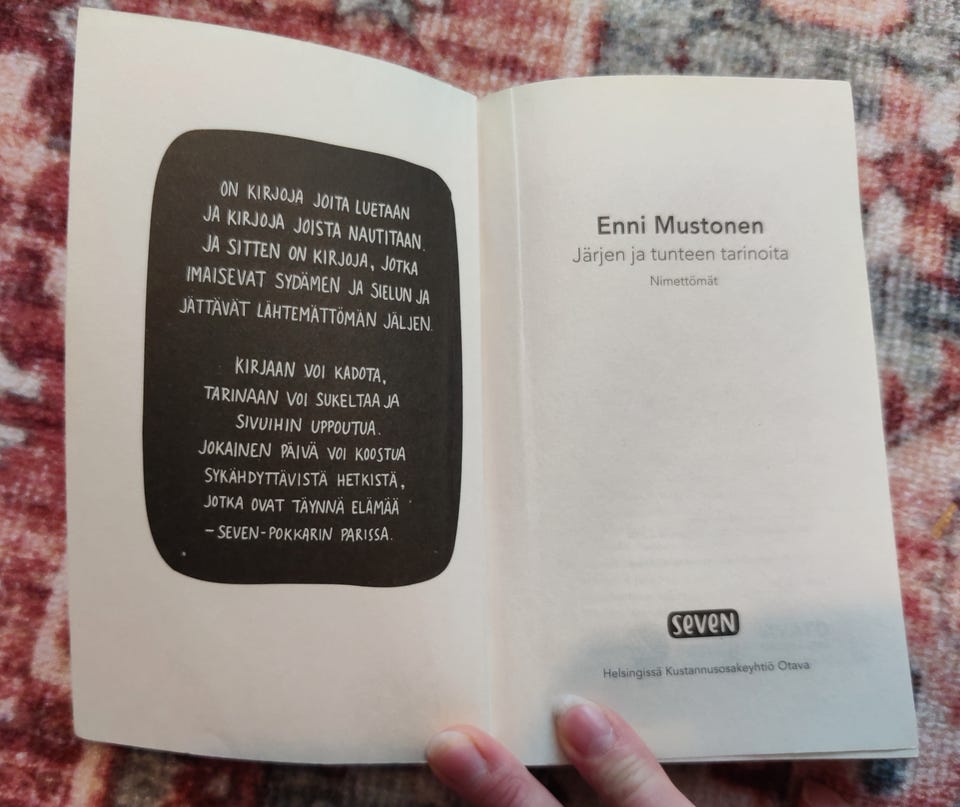 ON KIRJOJA JOITA LUETAAN
JA KIRJOJA JOISTA NAUTITAAN.
JA SITTEN ON KIRJOJA, JOTKA
IMAISEVAT SYDÄMEN JA SIELUN JA
JÄTTÄVÄT LÄHTEMÄTTÖMÄN JÄLJEN.
KIRJAAN VOI KADOTA,
TARINAAN VOI SUKELTAA JA
SIVUIHIN UPPOUTUA.
JOKAINEN PÄIVÄ VOI KOOSTUA
SYKÄHDYTTÄVISTÄ HETKISTÄ,
JOTKA OVAT TÄYNNÄ ELÄMÄÄ
– SEVEN-POKKARIN PARISSA.
Enni Mustonen
Järjen ja tunteen tarinoita
Nimettömät
seven
Helsingissä Kustannusosakeyhtiö Otava